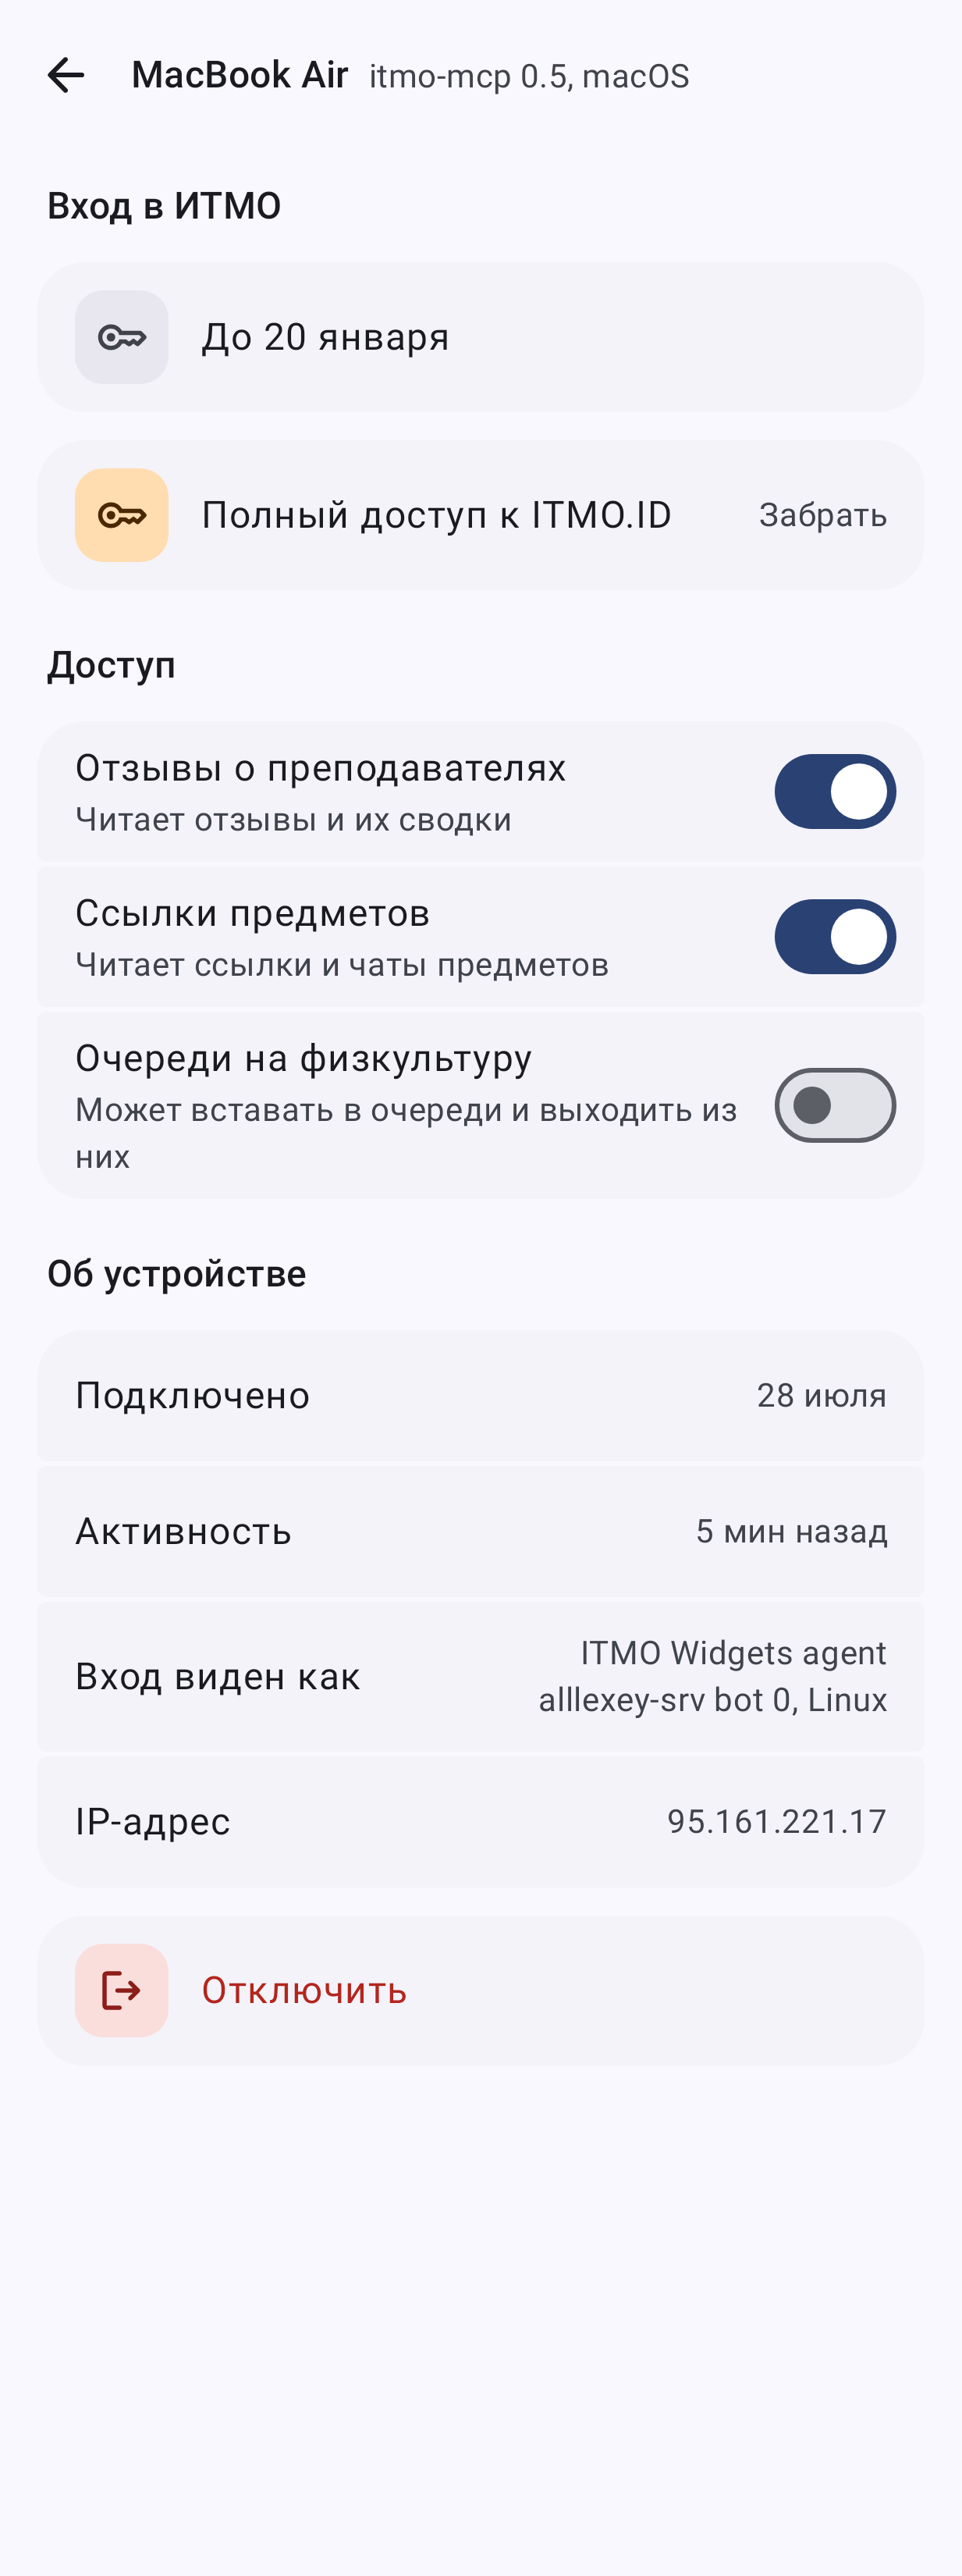 MacBook Air itmo-mcp 0.5, macOS
Вход в ИТМО
До 20 января
Полный доступ к ITMO.ID Забрать
Доступ
Отзывы о преподавателях
Читает отзывы и их сводки
Ссылки предметов
Читает ссылки и чаты предметов
Очереди на физкультуру
Может вставать в очереди и выходить из
них
Об устройстве
Подключено 28 июля
Активность 5 мин назад
Вход виден как ITMO Widgets agent
alllexey-srv bot 0, Linux
IP-адрес 95.161.221.17
Отключить